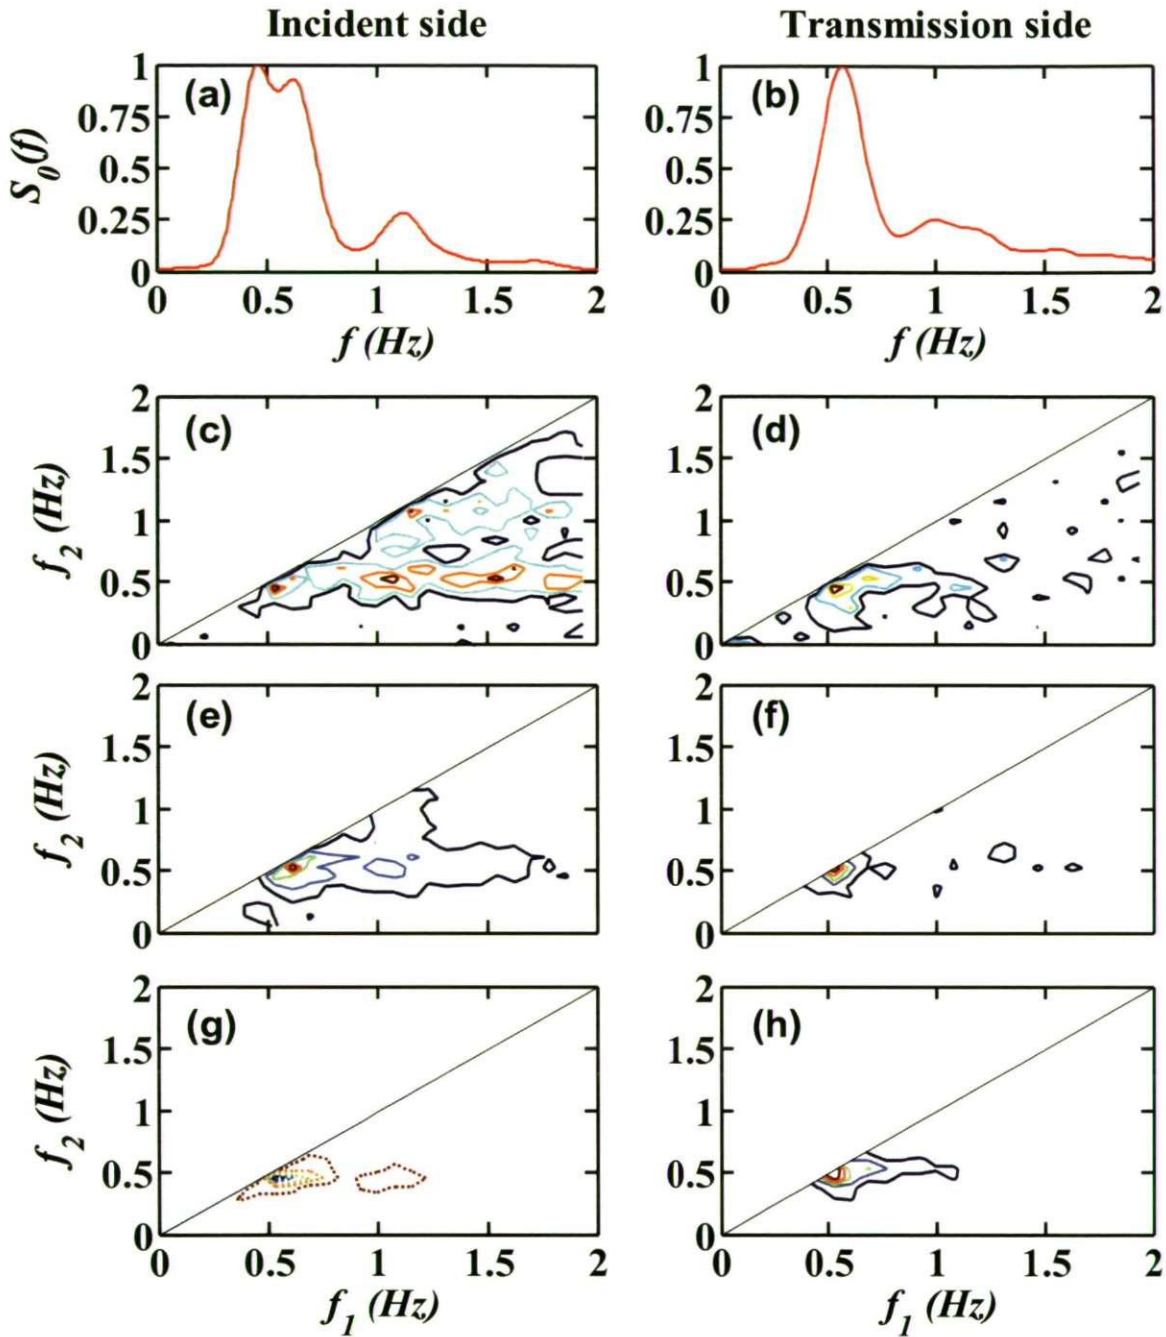 Incident side Transmission side
(a) (b)
1 0.75 0.5 0.25 0
1 0.75 0.5 0.25 0
S0(f)
0 0.5 1 1.5 2
0 0.5 1 1.5 2
f (Hz) f (Hz)
(c) (d)
2 1.5 1 0.5 0
2 1.5 1 0.5 0
f2 (Hz)
(e) (f)
2 1.5 1 0.5 0
2 1.5 1 0.5 0
f2 (Hz)
(g) (h)
2 1.5 1 0.5 0
2 1.5 1 0.5 0
f2 (Hz)
0 0.5 1 1.5 2
0 0.5 1 1.5 2
f1 (Hz) f1 (Hz)